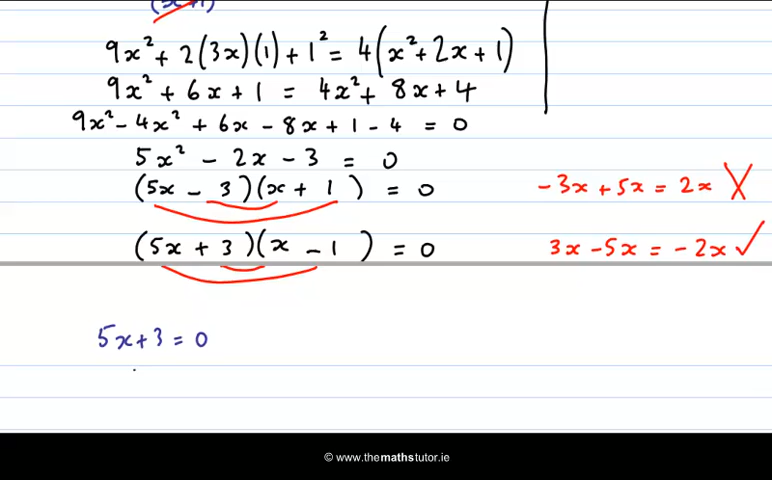 9x² + 2(3x)(1) + 1² = 4(x² + 2x + 1)
9x² + 6x + 1 = 4x² + 8x + 4
9x² - 4x² + 6x - 8x + 1 - 4 = 0
5x² - 2x - 3 = 0
(5x - 3)(x + 1) = 0 -3x + 5x = 2x X
(5x + 3)(x - 1) = 0 3x - 5x = -2x ✓
5x + 3 = 0
© www.themathstutor.ie